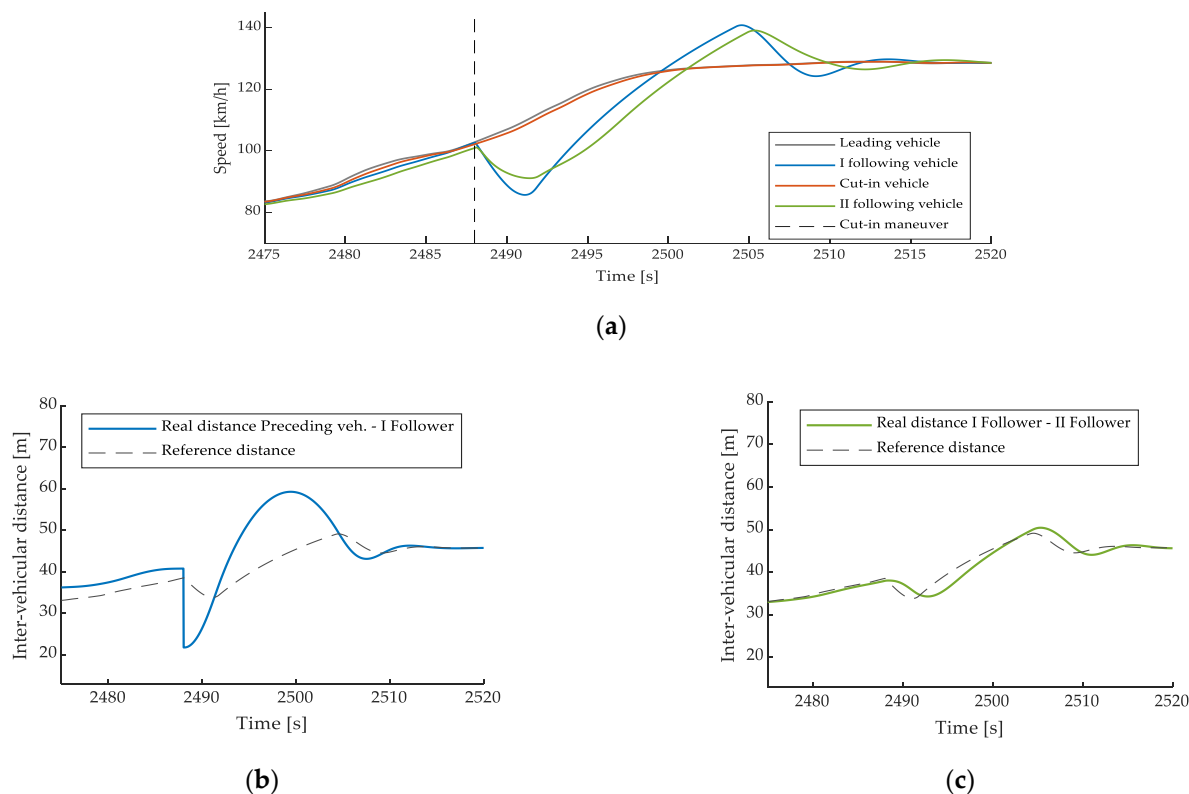 140
120
100
80
Speed [km/h]
Leading vehicle
I following vehicle
Cut-in vehicle
II following vehicle
Cut-in maneuver
2475 2480 2485 2490 2495 2500 2505 2510 2515 2520
Time [s]
(a)
80
70
60
50
40
30
20
Inter-vehicular distance [m]
Real distance Preceding veh. - I Follower
Reference distance
2480 2490 2500 2510 2520
Time [s]
(b)
80
70
60
50
40
30
20
Inter-vehicular distance [m]
Real distance I Follower - II Follower
Reference distance
2480 2490 2500 2510 2520
Time [s]
(c)